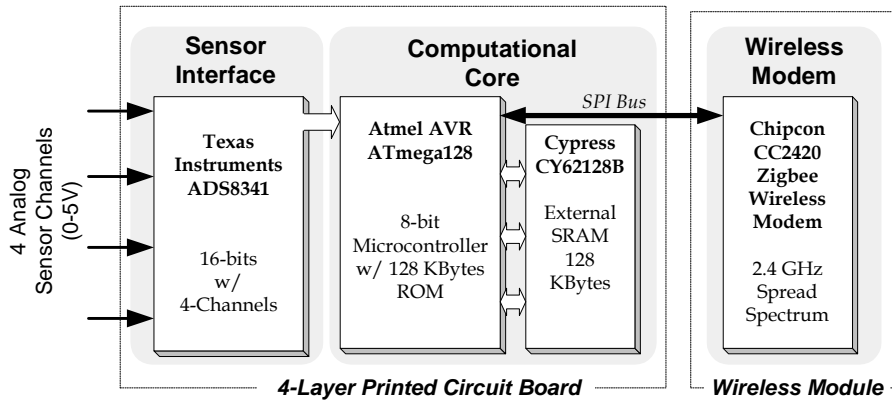 4 Analog
Sensor Channels
(0-5V)
Sensor
Interface
Texas
Instruments
ADS8341
16-bits
w/
4-Channels
Computational
Core
Atmel AVR
ATmega128
8-bit
Microcontroller
w/ 128 KBytes
ROM
SPI Bus
Cypress
CY62128B
External
SRAM
128
KBytes
4-Layer Printed Circuit Board
Wireless
Modem
Chipcon
CC2420
Zigbee
Wireless
Modem
2.4 GHz
Spread
Spectrum
Wireless Module